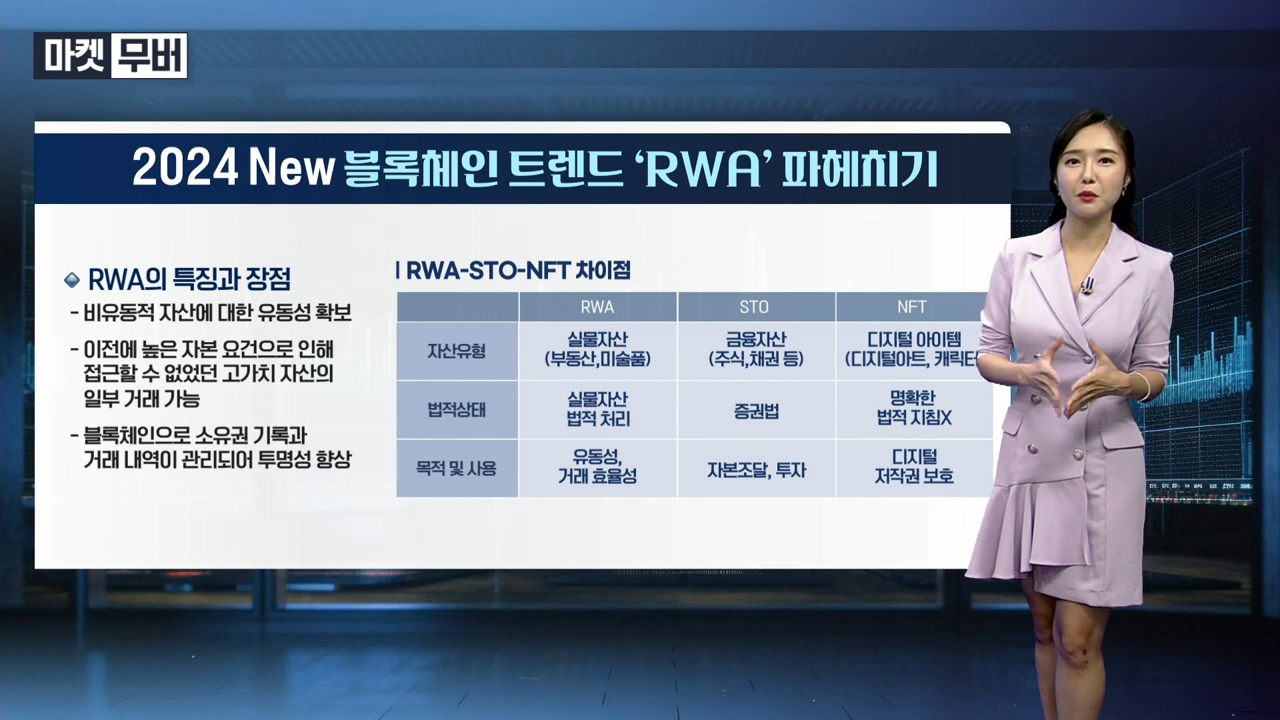 마켓 무버
2024 New 블록체인 트렌드 ‘RWA’ 파헤치기
RWA의 특징과 장점
- 비유동적 자산에 대한 유동성 확보
- 이전에 높은 자본 요건으로 인해
접근할 수 없었던 고가치 자산의
일부 거래 가능
- 블록체인으로 소유권 기록과
거래 내역이 관리되어 투명성 향상
RWA-STO-NFT 차이점
RWA STO NFT
자산유형
실물자산
(부동산,미술품)
금융자산
(주식,채권 등)
디지털 아이템
(디지털아트, 캐릭터
법적상태
실물자산
법적 처리
증권법
명확한
법적 지침X
목적 및 사용
유동성,
거래 효율성
자본조달, 투자
디지털
저작권 보호